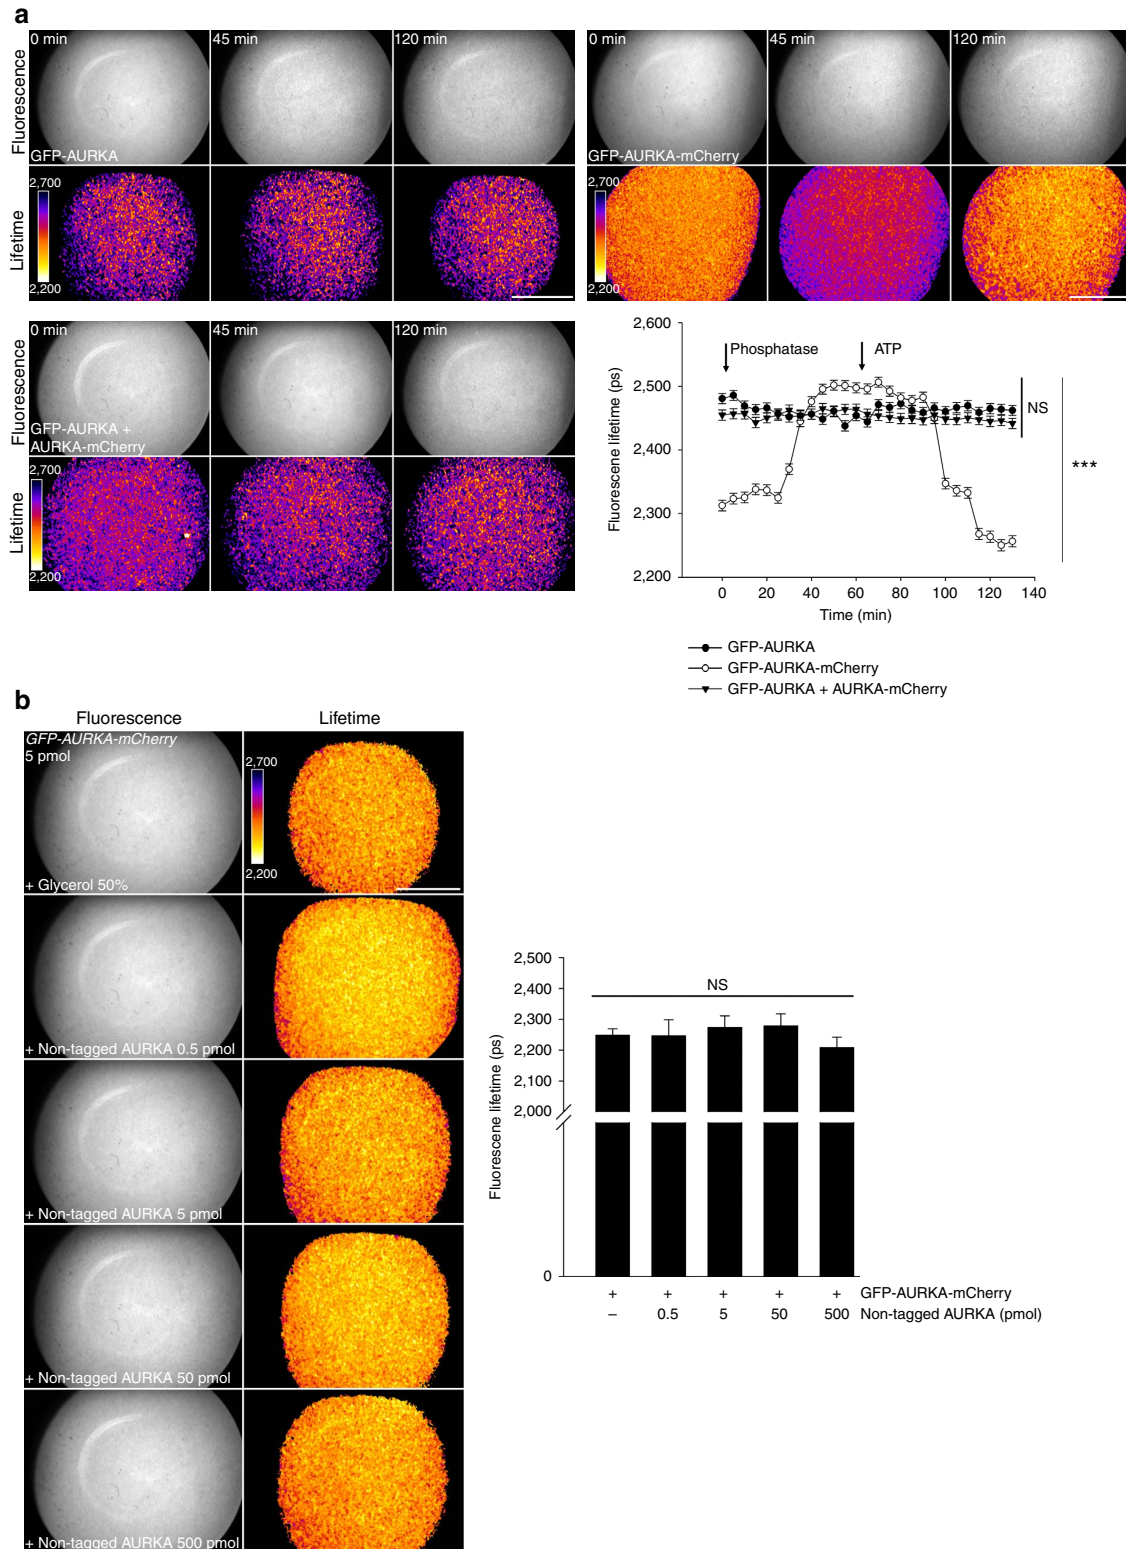 a
Fluorescence
0 min
45 min
120 min
GFP-AURKA
Lifetime
2,700
2,200
0 min
45 min
120 min
GFP-AURKA-mCherry
2,700
2,200
Fluorescence
0 min
45 min
120 min
GFP-AURKA +
AURKA-mCherry
Lifetime
2,700
2,200
Fluorescene lifetime (ps)
2,600
2,500
2,400
2,300
2,200
Phosphatase
ATP
NS
***
0 20 40 60 80 100 120 140
Time (min)
GFP-AURKA
GFP-AURKA-mCherry
GFP-AURKA + AURKA-mCherry
b
Fluorescence
Lifetime
GFP-AURKA-mCherry
5 pmol
+ Glycerol 50%
2,700
2,200
+ Non-tagged AURKA 0.5 pmol
+ Non-tagged AURKA 5 pmol
+ Non-tagged AURKA 50 pmol
+ Non-tagged AURKA 500 pmol
Fluorescene lifetime (ps)
2,500
2,400
2,300
2,200
2,100
2,000
0
NS
+ + + + + GFP-AURKA-mCherry
– 0.5 5 50 500 Non-tagged AURKA (pmol)